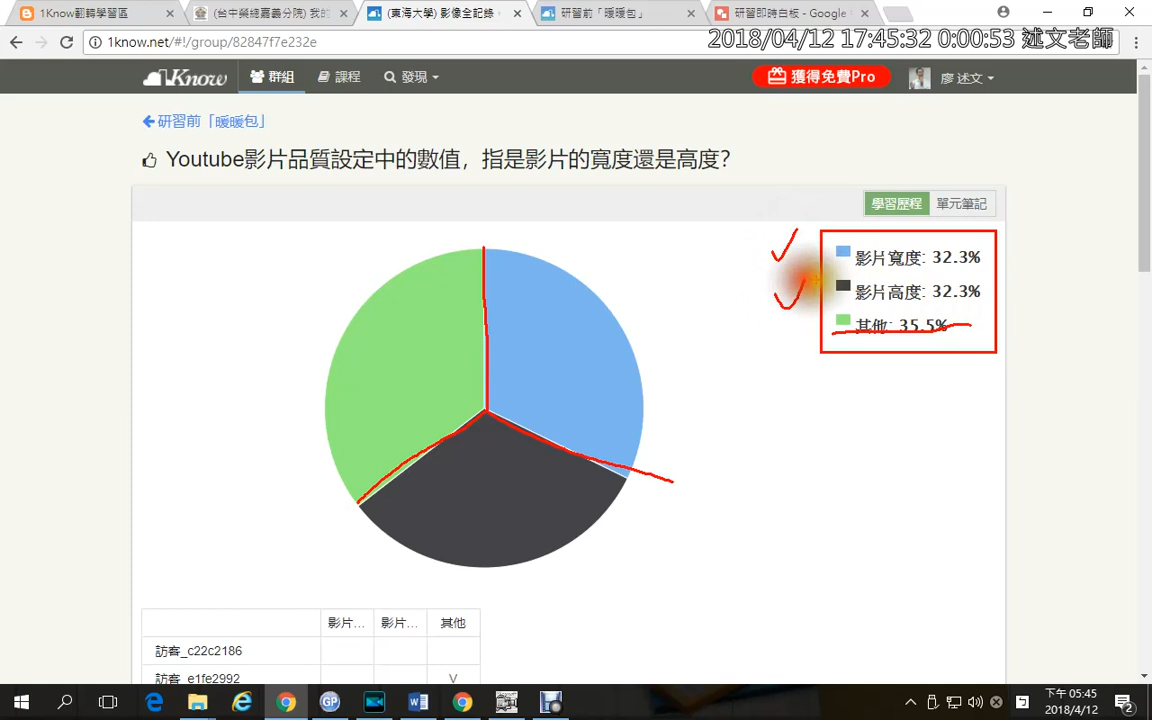 1Know翻轉學習區
(台中榮總嘉義分院) 我的
(東海大學) 影像全記錄
研習前「暖暖包」
研習即時白板 - Google
1know.net/#!/group/82847f7e232e
2018/04/12 17:45:32 0:00:53 述文老師
1Know
群組
課程
發現
獲得免費Pro
廖 述文
研習前「暖暖包」
Youtube影片品質設定中的數值，指是影片的寬度還是高度？
學習歷程
單元筆記
影片寬度: 32.3%
影片高度: 32.3%
其他: 35.5%
影片... 影片... 其他
訪客_c22c2186
訪客_e1fe2992 V
下午 05:45
2018/4/12
2